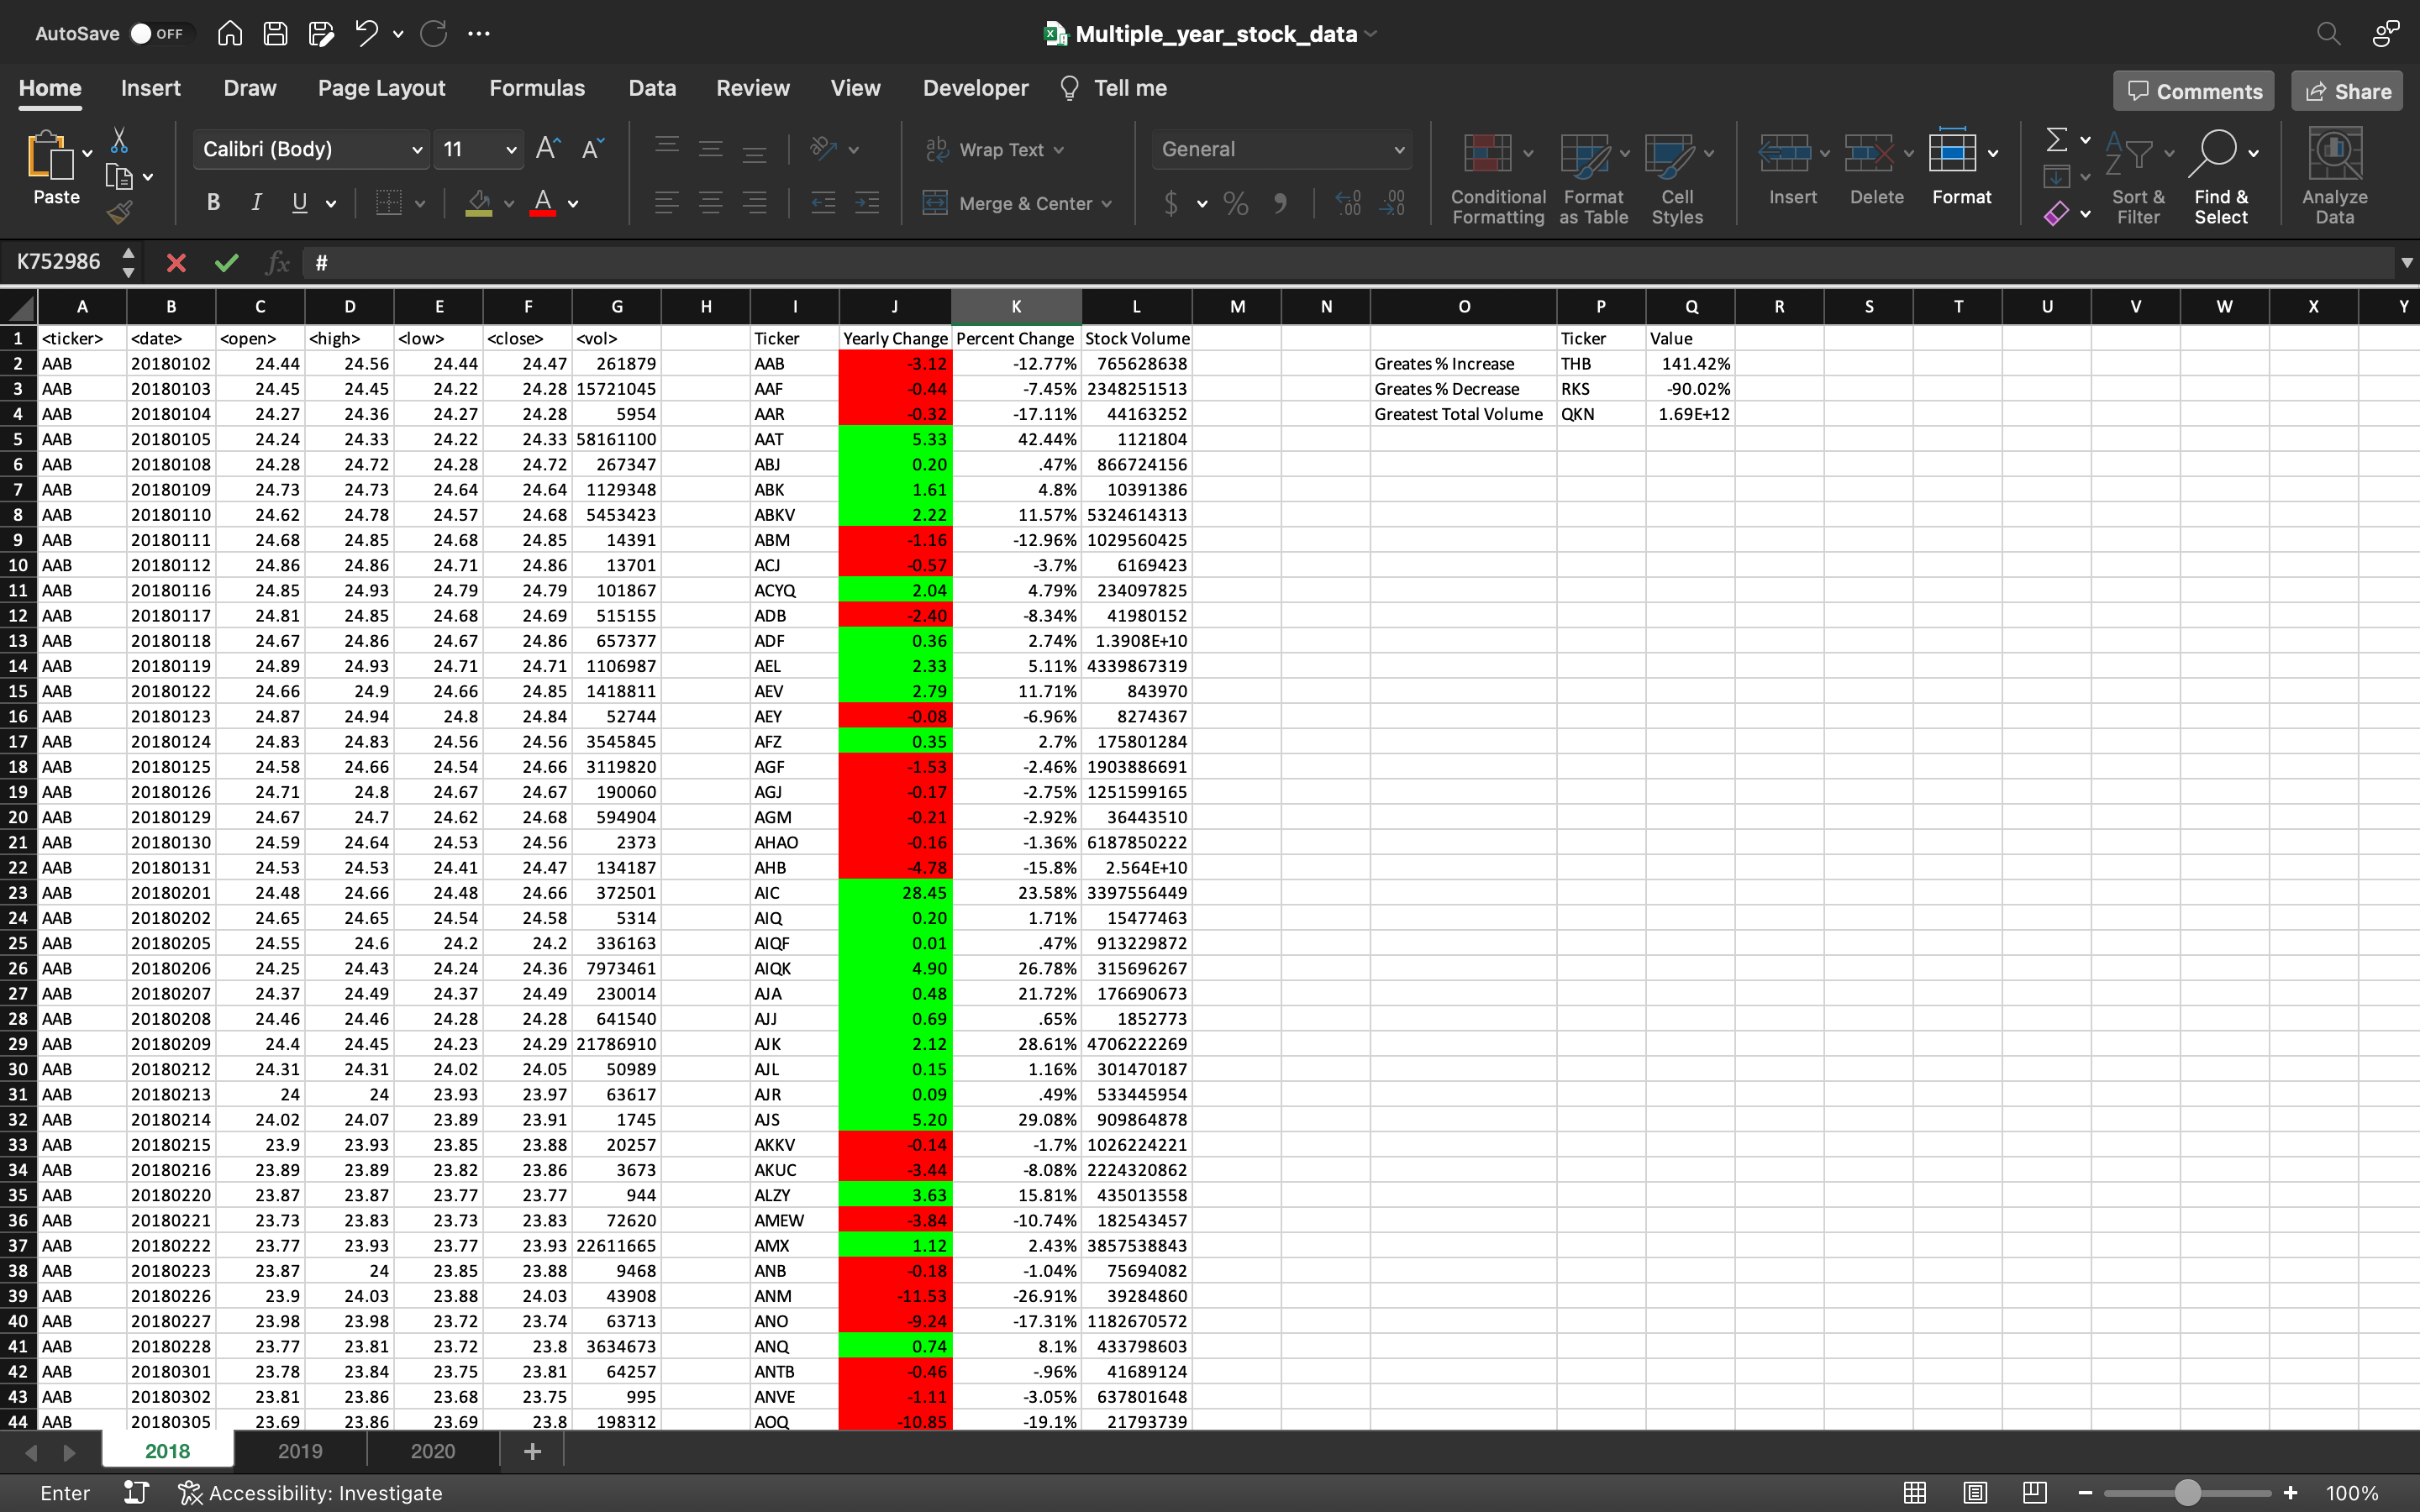 AutoSave OFF Multiple_year_stock_data
Home Insert Draw Page Layout Formulas Data Review View Developer Tell me Comments Share
Paste Calibri (Body) 11 Wrap Text General Conditional Formatting Format as Table Cell Styles Insert Delete Format Sort & Filter Find & Select Analyze Data
B I U A Merge & Center $ %
K752986 fx #
A B C D E F G H I J K L M N O P Q R S T U V W X Y
1 <ticker> <date> <open> <high> <low> <close> <vol> Ticker Yearly Change Percent Change Stock Volume Ticker Value
2 AAB 20180102 24.44 24.56 24.44 24.47 261879 AAB -3.12 -12.77% 765628638 Greates % Increase THB 141.42%
3 AAB 20180103 24.45 24.45 24.22 24.28 15721045 AAF -0.44 -7.45% 2348251513 Greates % Decrease RKS -90.02%
4 AAB 20180104 24.27 24.36 24.27 24.28 5954 AAR -0.32 -17.11% 44163252 Greatest Total Volume QKN 1.69E+12
5 AAB 20180105 24.24 24.33 24.22 24.33 58161100 AAT 5.33 42.44% 1121804
6 AAB 20180108 24.28 24.72 24.28 24.72 267347 ABJ 0.20 .47% 866724156
7 AAB 20180109 24.73 24.73 24.64 24.64 1129348 ABK 1.61 4.8% 10391386
8 AAB 20180110 24.62 24.78 24.57 24.68 5453423 ABKV 2.22 11.57% 5324614313
9 AAB 20180111 24.68 24.85 24.68 24.85 14391 ABM -1.16 -12.96% 1029560425
10 AAB 20180112 24.86 24.86 24.71 24.86 13701 ACJ -0.57 -3.7% 6169423
11 AAB 20180116 24.85 24.93 24.79 24.79 101867 ACYQ 2.04 4.79% 234097825
12 AAB 20180117 24.81 24.85 24.68 24.69 515155 ADB -2.40 -8.34% 41980152
13 AAB 20180118 24.67 24.86 24.67 24.86 657377 ADF 0.36 2.74% 1.3908E+10
14 AAB 20180119 24.89 24.93 24.71 24.71 1106987 AEL 2.33 5.11% 4339867319
15 AAB 20180122 24.66 24.9 24.66 24.85 1418811 AEV 2.79 11.71% 843970
16 AAB 20180123 24.87 24.94 24.8 24.84 52744 AEY -0.08 -6.96% 8274367
17 AAB 20180124 24.83 24.83 24.56 24.56 3545845 AFZ 0.35 2.7% 175801284
18 AAB 20180125 24.58 24.66 24.54 24.66 3119820 AGF -1.53 -2.46% 1903886691
19 AAB 20180126 24.71 24.8 24.67 24.67 190060 AGJ -0.17 -2.75% 1251599165
20 AAB 20180129 24.67 24.7 24.62 24.68 594904 AGM -0.21 -2.92% 36443510
21 AAB 20180130 24.59 24.64 24.53 24.56 2373 AHAO -0.16 -1.36% 6187850222
22 AAB 20180131 24.53 24.53 24.41 24.47 134187 AHB -4.78 -15.8% 2.564E+10
23 AAB 20180201 24.48 24.66 24.48 24.66 372501 AIC 28.45 23.58% 3397556449
24 AAB 20180202 24.65 24.65 24.54 24.58 5314 AIQ 0.20 1.71% 15477463
25 AAB 20180205 24.55 24.6 24.2 24.2 336163 AIQF 0.01 .47% 913229872
26 AAB 20180206 24.25 24.43 24.24 24.36 7973461 AIQK 4.90 26.78% 315696267
27 AAB 20180207 24.37 24.49 24.37 24.49 230014 AJA 0.48 21.72% 176690673
28 AAB 20180208 24.46 24.46 24.28 24.28 641540 AJJ 0.69 .65% 1852773
29 AAB 20180209 24.4 24.45 24.23 24.29 21786910 AJK 2.12 28.61% 4706222269
30 AAB 20180212 24.31 24.31 24.02 24.05 50989 AJL 0.15 1.16% 301470187
31 AAB 20180213 24 24 23.93 23.97 63617 AJR 0.09 .49% 533445954
32 AAB 20180214 24.02 24.07 23.89 23.91 1745 AJS 5.20 29.08% 909864878
33 AAB 20180215 23.9 23.93 23.85 23.88 20257 AKKV -0.14 -1.7% 1026224221
34 AAB 20180216 23.89 23.89 23.82 23.86 3673 AKUC -3.44 -8.08% 2224320862
35 AAB 20180220 23.87 23.87 23.77 23.77 944 ALZY 3.63 15.81% 435013558
36 AAB 20180221 23.73 23.83 23.73 23.83 72620 AMEW -3.84 -10.74% 182543457
37 AAB 20180222 23.77 23.93 23.77 23.93 22611665 AMX 1.12 2.43% 3857538843
38 AAB 20180223 23.87 24 23.85 23.88 9468 ANB -0.18 -1.04% 75694082
39 AAB 20180226 23.9 24.03 23.88 24.03 43908 ANM -11.53 -26.91% 39284860
40 AAB 20180227 23.98 23.98 23.72 23.74 63713 ANO -9.24 -17.31% 1182670572
41 AAB 20180228 23.77 23.81 23.72 23.8 3634673 ANQ 0.74 8.1% 433798603
42 AAB 20180301 23.78 23.84 23.75 23.81 64257 ANTB -0.46 -.96% 41689124
43 AAB 20180302 23.81 23.86 23.68 23.75 995 ANVE -1.11 -3.05% 637801648
44 AAB 20180305 23.69 23.86 23.69 23.8 198312 AOQ -10.85 -19.1% 21793739
2018 2019 2020 +
Enter Accessibility: Investigate 100%